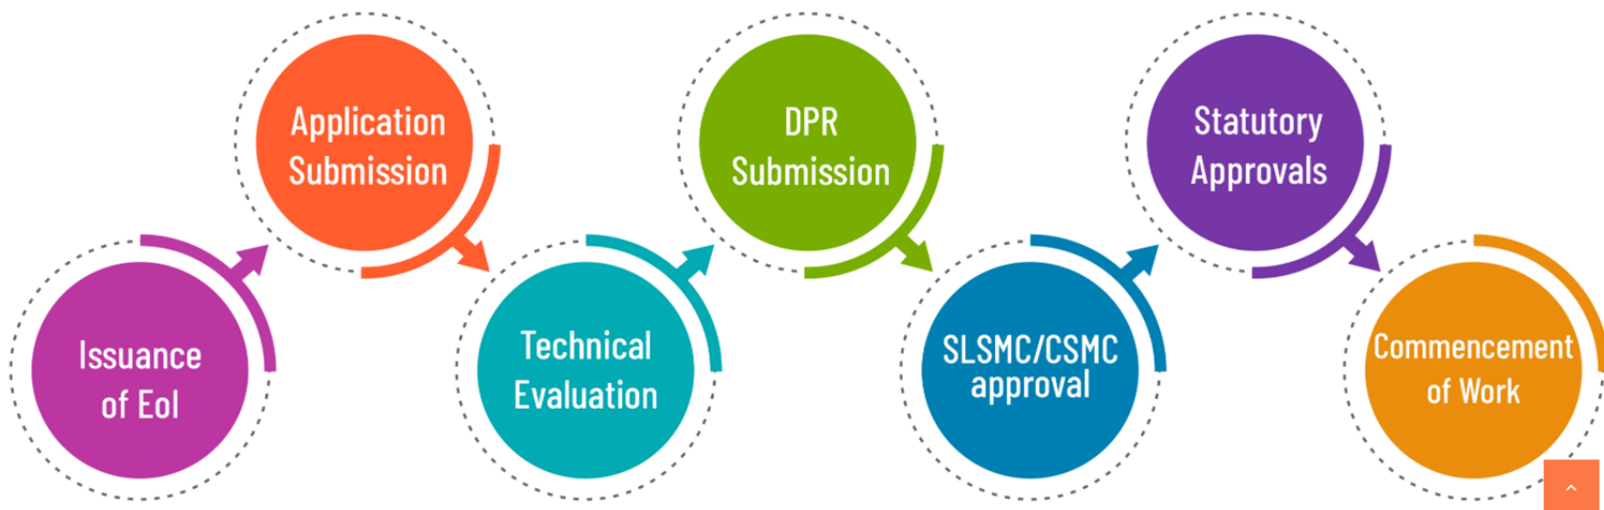 Issuance
of EoI
Application
Submission
Technical
Evaluation
DPR
Submission
SLSMC/CSMC
approval
Statutory
Approvals
Commencement
of Work